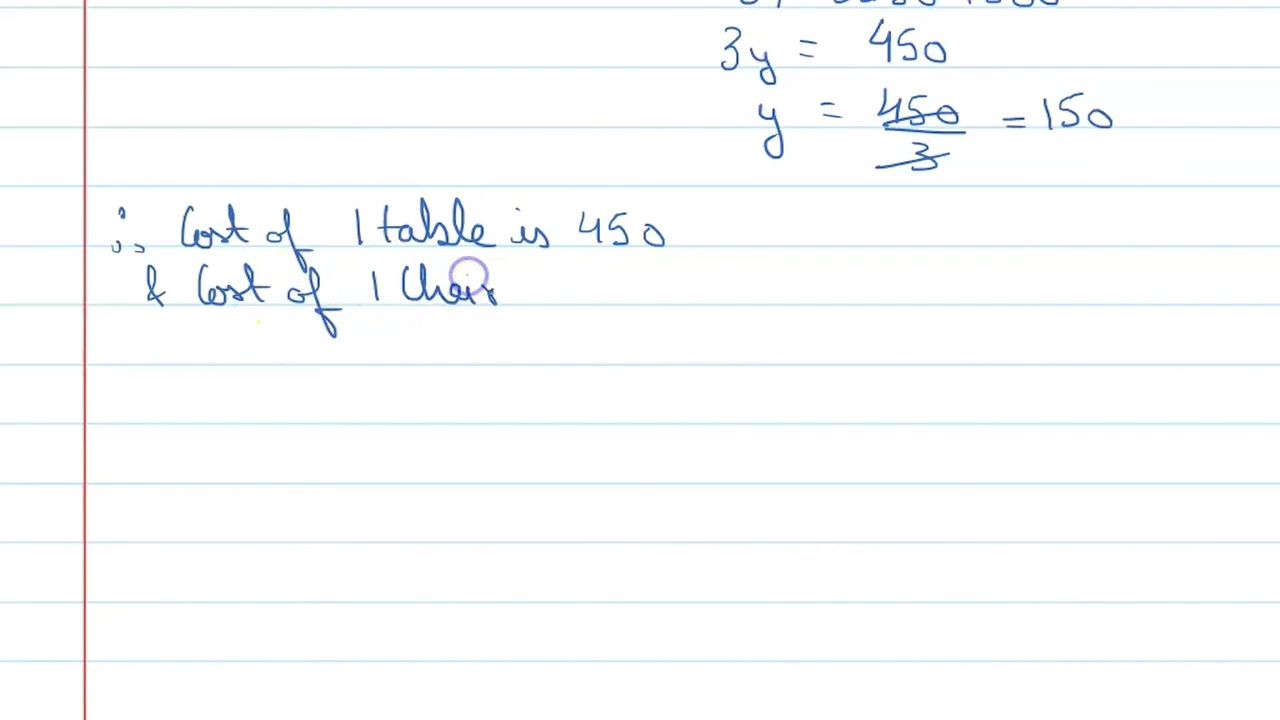 3y = 450
y = 450/3 = 150
∴ Cost of 1 table is 450
& Cost of 1 Chair